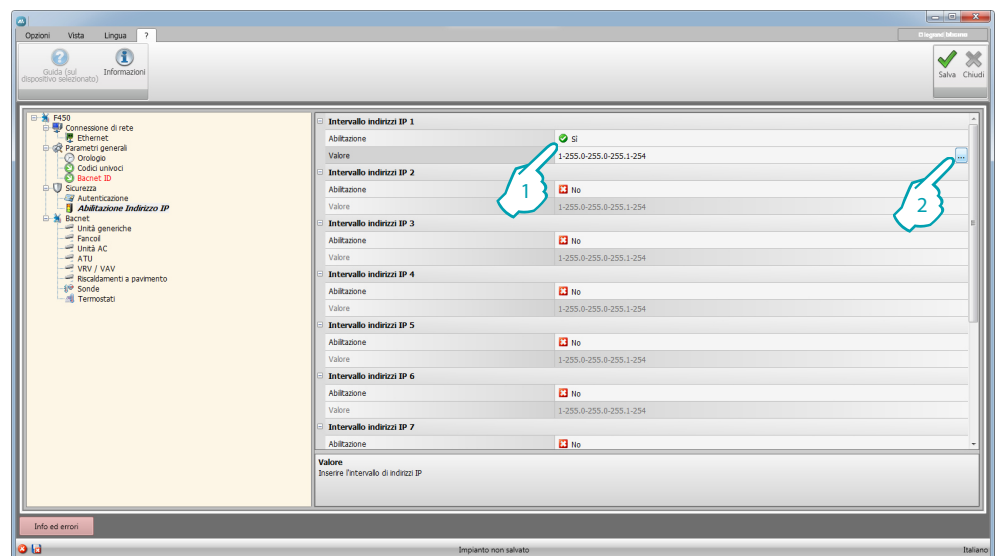 Opzioni Vista Lingua ?
Guida (sul
dispositivo selezionato)
Informazioni
Salva Chiudi
F450
Connessione di rete
Ethernet
Parametri generali
Orologio
Codici univoci
Bacnet ID
Sicurezza
Autenticazione
Abilitazione Indirizzo IP
Bacnet
Unità generiche
Fancoil
Unità AC
ATU
VRV / VAV
Riscaldamenti a pavimento
Sonde
Termostati
Intervallo indirizzi IP 1
Abilitazione Sì
Valore 1-255.0-255.0-255.1-254 ...
Intervallo indirizzi IP 2
Abilitazione No
Valore 1-255.0-255.0-255.1-254
Intervallo indirizzi IP 3
Abilitazione No
Valore 1-255.0-255.0-255.1-254
Intervallo indirizzi IP 4
Abilitazione No
Valore 1-255.0-255.0-255.1-254
Intervallo indirizzi IP 5
Abilitazione No
Valore 1-255.0-255.0-255.1-254
Intervallo indirizzi IP 6
Abilitazione No
Valore 1-255.0-255.0-255.1-254
Intervallo indirizzi IP 7
Abilitazione No
1
2
Valore
Inserire l'intervallo di indirizzi IP
Info ed errori
Impianto non salvato Italiano